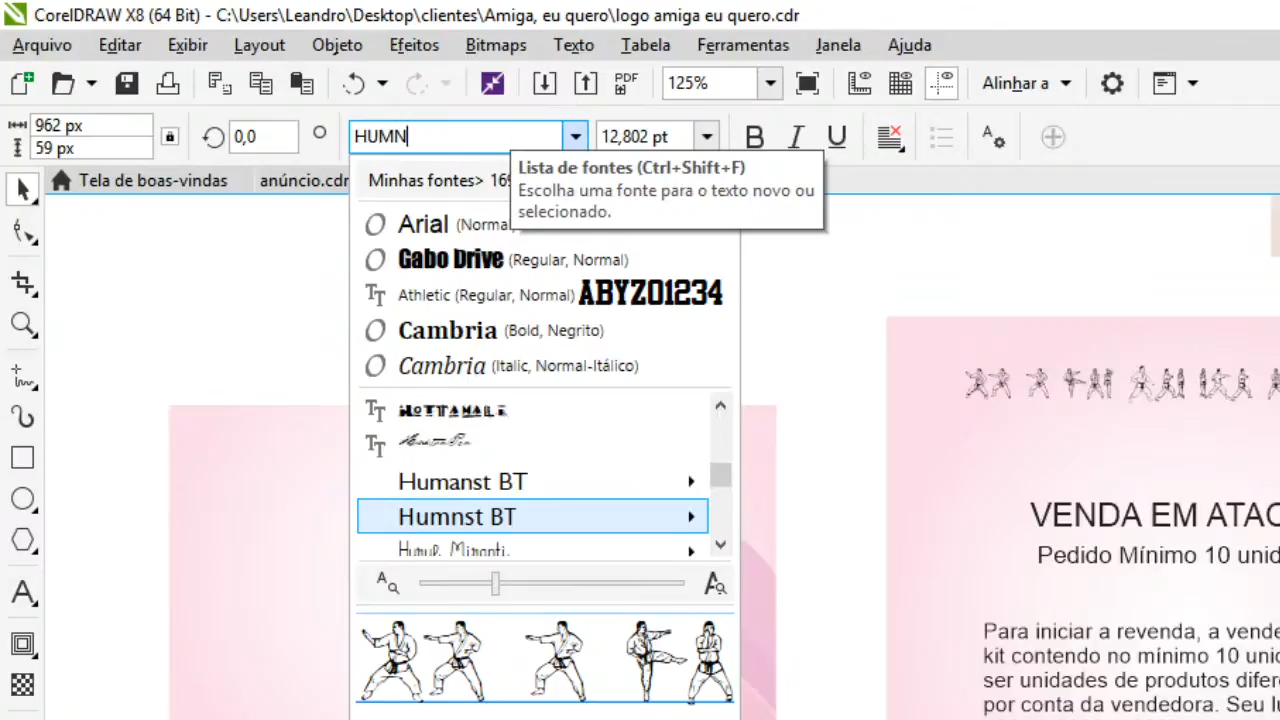 CorelDRAW X8 (64 Bit) - C:\Users\Leandro\Desktop\clientes\Amiga, eu quero\logo amiga eu quero.cdr
Arquivo Editar Exibir Layout Objeto Efeitos Bitmaps Texto Tabela Ferramentas Janela Ajuda
PDF 125% Alinhar a
962 px
59 px
0,0 HUMN 12,802 pt B I U
Tela de boas-vindas anúncio.cdr
Minhas fontes> 169
Lista de fontes (Ctrl+Shift+F)
Escolha uma fonte para o texto novo ou
selecionado.
Arial (Normal
Gabo Drive (Regular, Normal)
Athletic (Regular, Normal) ABYZ01234
Cambria (Bold, Negrito)
Cambria (Italic, Normal-Itálico)
Humanst BT
Humnst BT
VENDA EM ATAC
Pedido Mínimo 10 unid
Para iniciar a revenda, a vende
kit contendo no mínimo 10 unid
ser unidades de produtos difere
por conta da vendedora. Seu lu